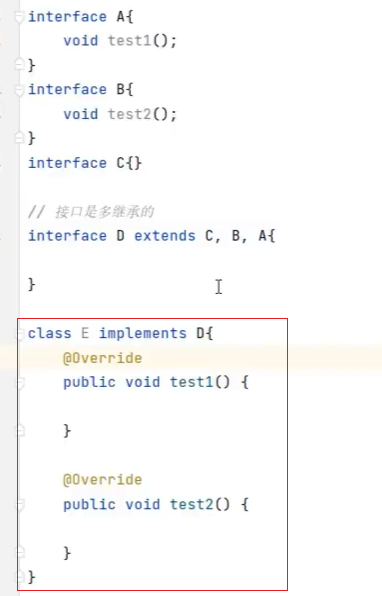 interface A{
    void test1();
}
interface B{
    void test2();
}
interface C{}
// 接口是多继承的
interface D extends C, B, A{
}
class E implements D{
    @Override
    public void test1() {
    }
    @Override
    public void test2() {
    }
}